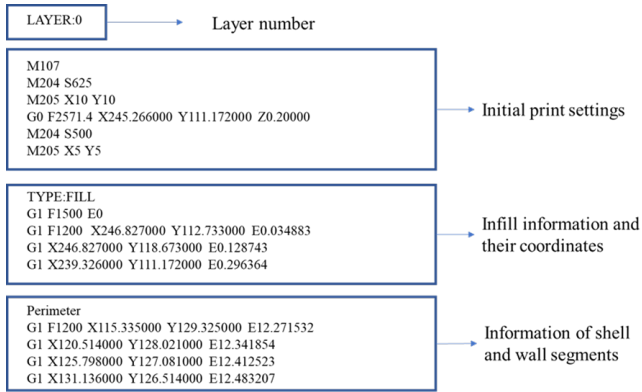 LAYER:0
Layer number
M107
M204 S625
M205 X10 Y10
G0 F2571.4 X245.266000 Y111.172000 Z0.20000
M204 S500
M205 X5 Y5
Initial print settings
TYPE:FILL
G1 F1500 E0
G1 F1200 X246.827000 Y112.733000 E0.034883
G1 X246.827000 Y118.673000 E0.128743
G1 X239.326000 Y111.172000 E0.296364
Infill information and
their coordinates
Perimeter
G1 F1200 X115.335000 Y129.325000 E12.271532
G1 X120.514000 Y128.021000 E12.341854
G1 X125.798000 Y127.081000 E12.412523
G1 X131.136000 Y126.514000 E12.483207
Information of shell
and wall segments